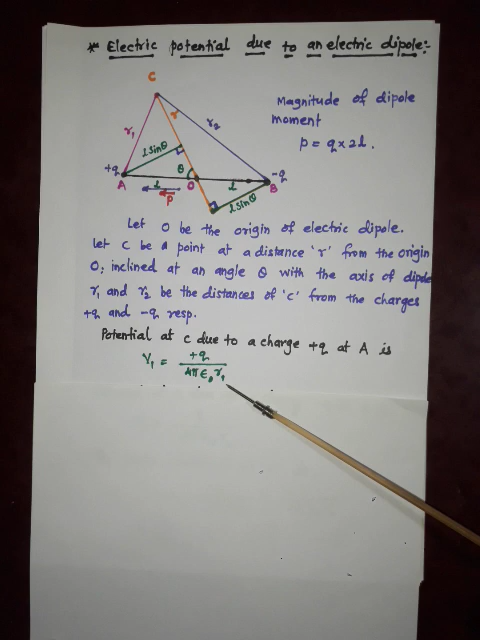 * Electric potential due to an electric dipole:-
C
r₁
r
r₂
Magnitude of dipole
moment
p = q x 2l.
l sinθ
θ
+q
-q
A
l
O
l
B
p
l sinθ
Let O be the origin of electric dipole.
Let C be a point at a distance 'r' from the origin
O, inclined at an angle θ with the axis of dipole
r₁ and r₂ be the distances of 'c' from the charges
+q and -q resp.
Potential at c due to a charge +q at A is
V₁ = +q / 4πε₀r₁